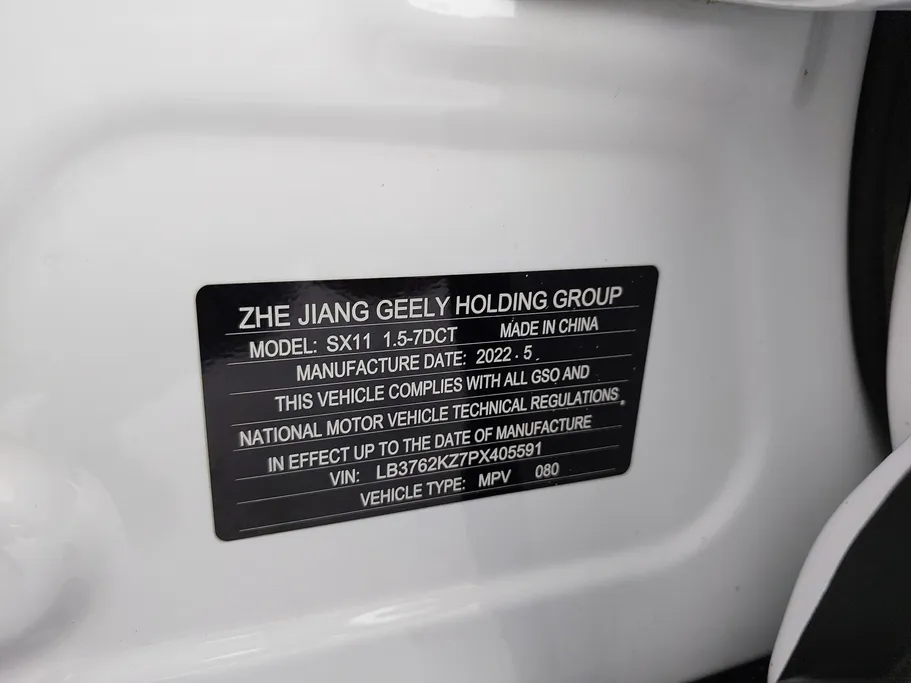 ZHE JIANG GEELY HOLDING GROUP
MODEL: SX11 1.5-7DCT MADE IN CHINA
MANUFACTURE DATE: 2022.5.
THIS VEHICLE COMPLIES WITH ALL GSO AND
NATIONAL MOTOR VEHICLE TECHNICAL REGULATIONS
IN EFFECT UP TO THE DATE OF MANUFACTURE
VIN: LB3762KZ7PX405591
VEHICLE TYPE: MPV 080